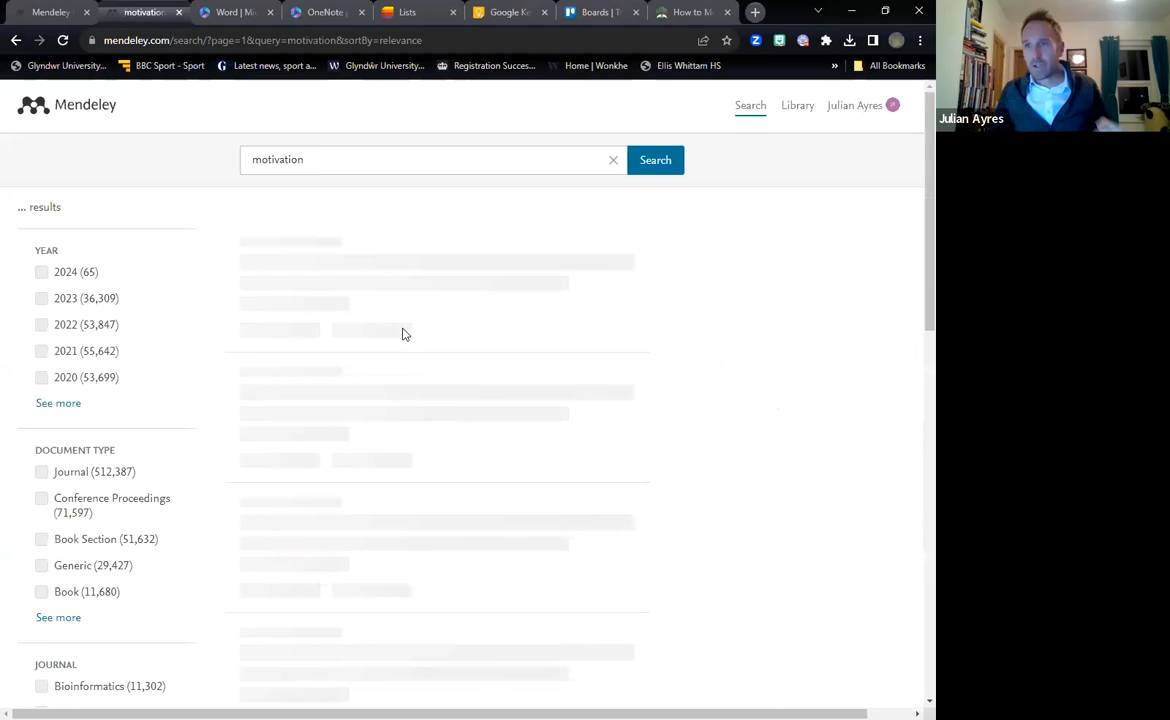 Mendeley
motivation
Word | Mi
OneNote
Lists
Google Ke
Boards | T
How to M
mendeley.com/search/?page=1&query=motivation&sortBy=relevance
Glyndwr University...
BBC Sport - Sport
Latest news, sport a...
Glyndŵr University...
Registration Succes...
Home | Wonkhe
Ellis Whittam HS
»
All Bookmarks
Julian Ayres
Mendeley
Search
Library
Julian Ayres
motivation
Search
... results
YEAR
2024 (65)
2023 (36,309)
2022 (53,847)
2021 (55,642)
2020 (53,699)
See more
DOCUMENT TYPE
Journal (512,387)
Conference Proceedings
(71,597)
Book Section (51,632)
Generic (29,427)
Book (11,680)
See more
JOURNAL
Bioinformatics (11,302)